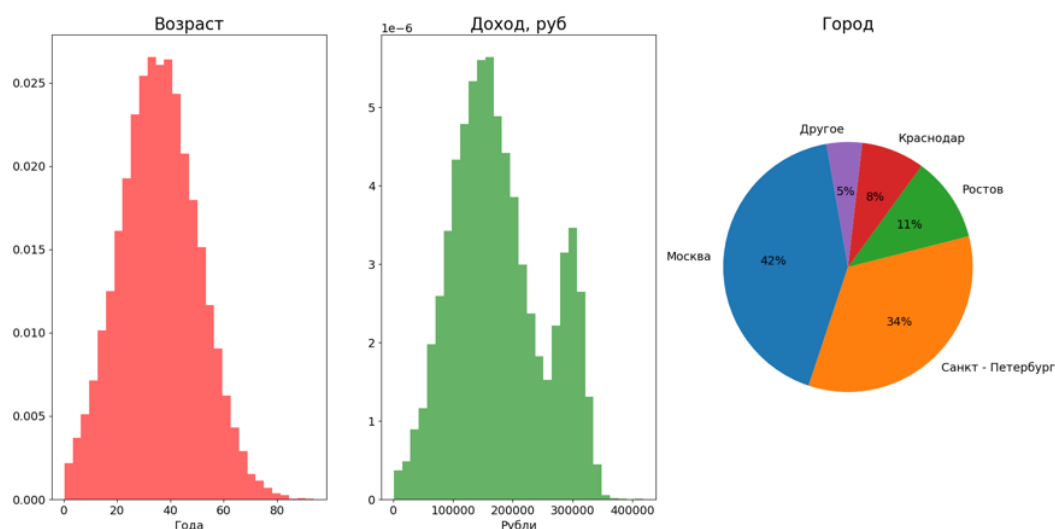 Возраст
0.025
0.020
0.015
0.010
0.005
0.000
0 20 40 60 80
Года
Доход, руб
1e−6
5
4
3
2
1
0
0 100000 200000 300000 400000
Рубли
Город
Другое
Краснодар
Ростов
Москва
Санкт - Петербург
5%
8%
11%
42%
34%